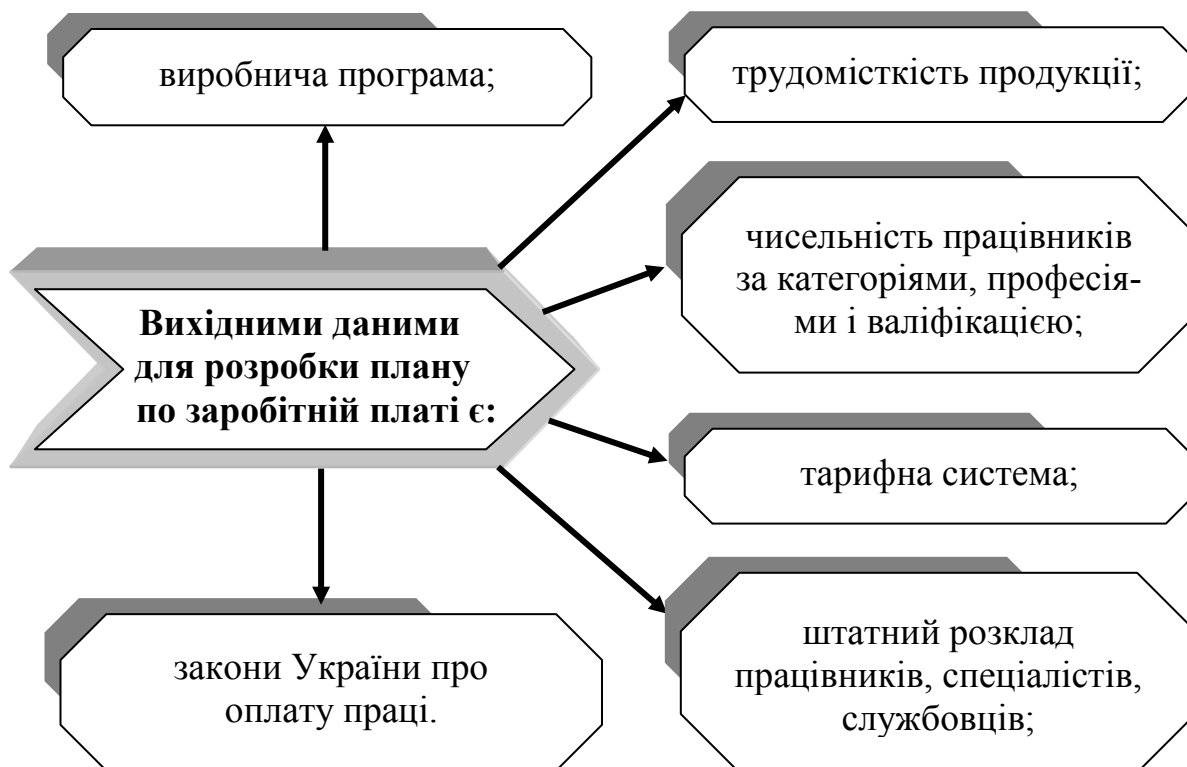 виробнича програма;
трудомісткість продукції;
чисельність працівників
за категоріями, професія-
ми і валіфікацією;
Вихідними даними
для розробки плану
по заробітній платі є:
тарифна система;
штатний розклад
працівників, спеціалістів,
службовців;
закони України про
оплату праці.